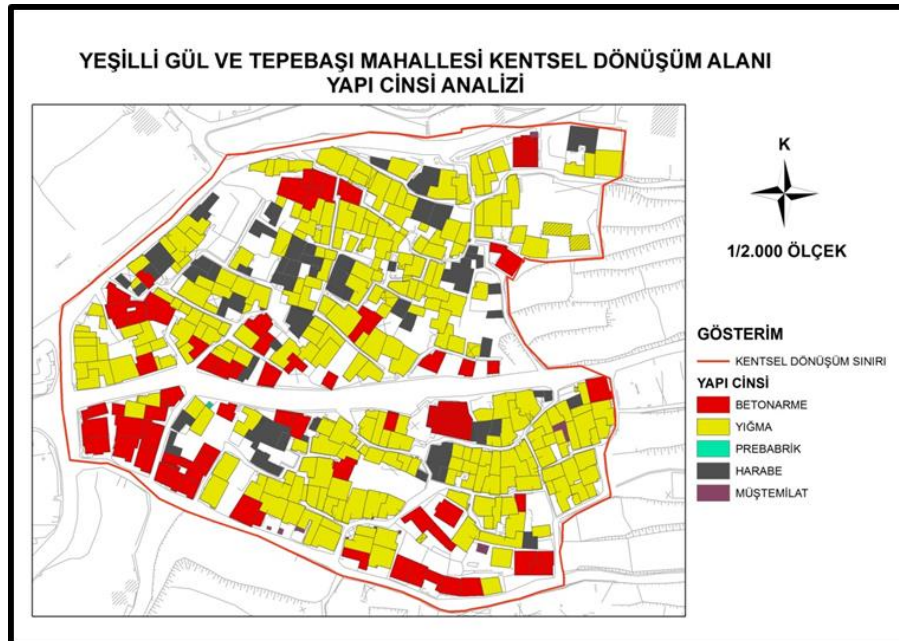 YEŞİLLİ GÜL VE TEPEBAŞI MAHALLESİ KENTSEL DÖNÜŞÜM ALANI
YAPI CİNSİ ANALİZİ
K
1/2.000 ÖLÇEK
GÖSTERİM
KENTSEL DÖNÜŞÜM SINIRI
YAPI CİNSİ
BETONARME
YIĞMA
PREBABRİK
HARABE
MÜŞTEMİLAT